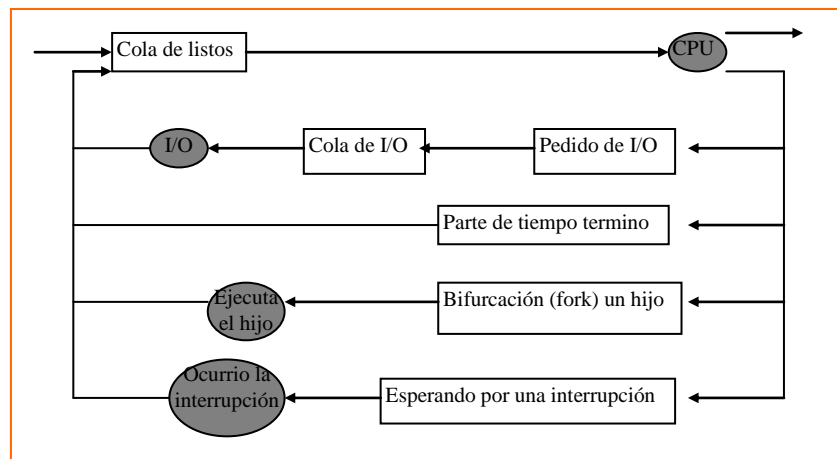 Cola de listos
CPU
I/O
Cola de I/O
Pedido de I/O
Parte de tiempo termino
Ejecuta
el hijo
Bifurcación (fork) un hijo
Ocurrio la
interrupción
Esperando por una interrupción